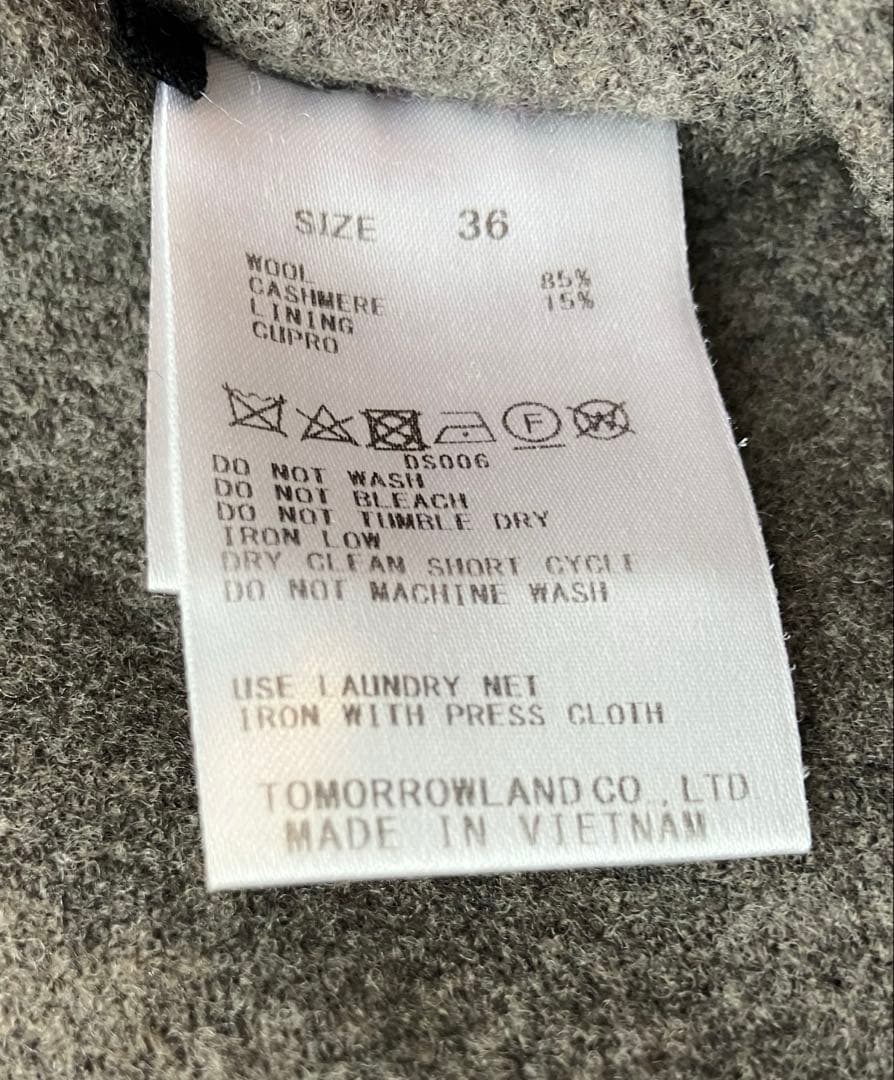 SIZE 36
WOOL 85%
CASHMERE 15%
LINING
CUPRO
F W
DS006
DO NOT WASH
DO NOT BLEACH
DO NOT TUMBLE DRY
IRON LOW
DRY CLEAN SHORT CYCLE
DO NOT MACHINE WASH
USE LAUNDRY NET
IRON WITH PRESS CLOTH
TOMORROWLAND CO., LTD.
MADE IN VIETNAM